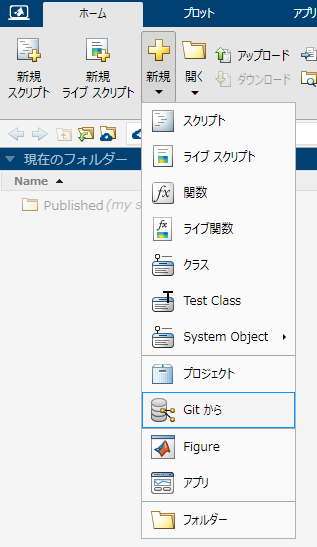 ホーム
プロット
アプリ
新規
スクリプト
新規
ライブ スクリプト
新規
開く
アップロード
ダウンロード
現在のフォルダー
Name
Published (my s
スクリプト
ライブ スクリプト
関数
ライブ関数
クラス
Test Class
System Object
プロジェクト
Git から
Figure
アプリ
フォルダー